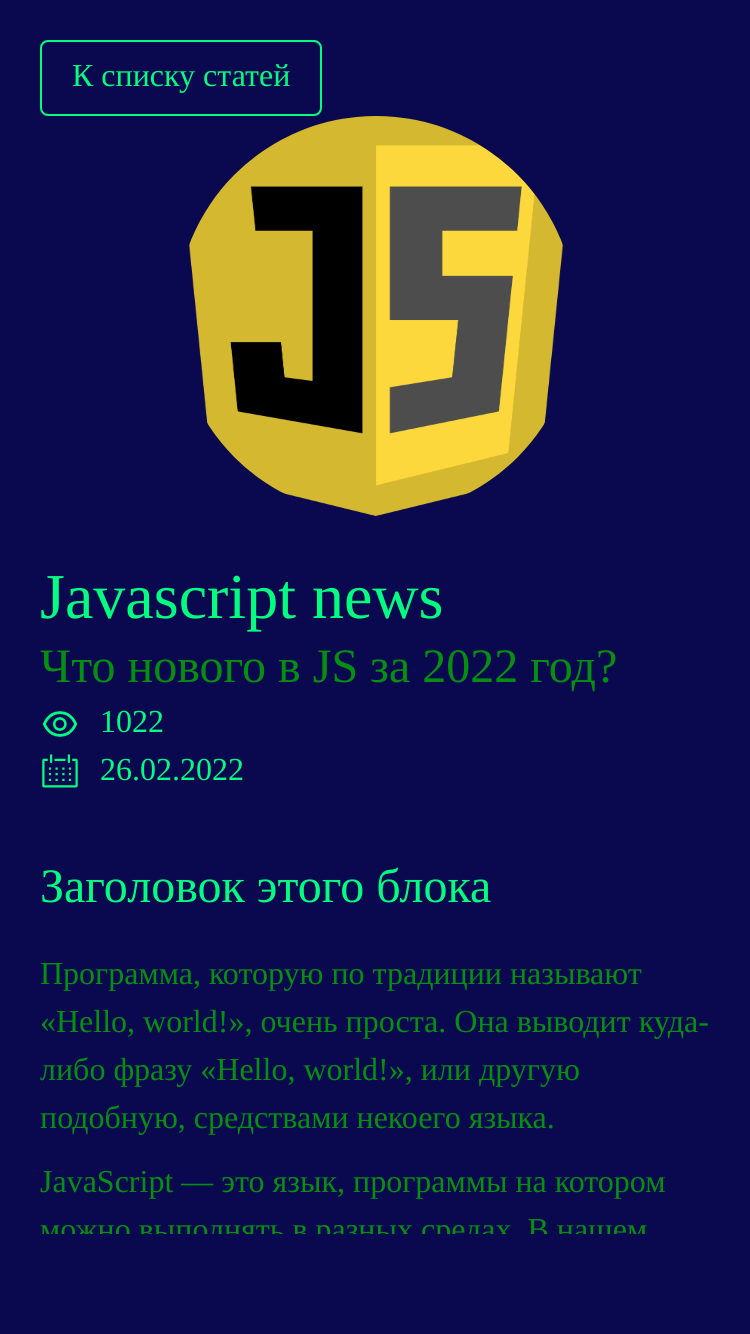 К списку статей
JS
Javascript news
Что нового в JS за 2022 год?
1022
26.02.2022
Заголовок этого блока
Программа, которую по традиции называют
«Hello, world!», очень проста. Она выводит куда-
либо фразу «Hello, world!», или другую
подобную, средствами некоего языка.
JavaScript — это язык, программы на котором
можно выполнять в разных средах. В нашем